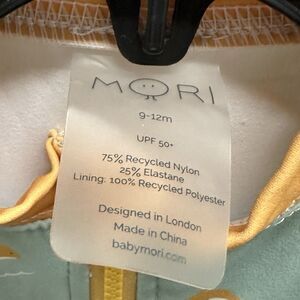 MORI
9-12m
UPF 50+
75% Recycled Nylon
25% Elastane
Lining: 100% Recycled Polyester
Designed in London
Made in China
babymori.com